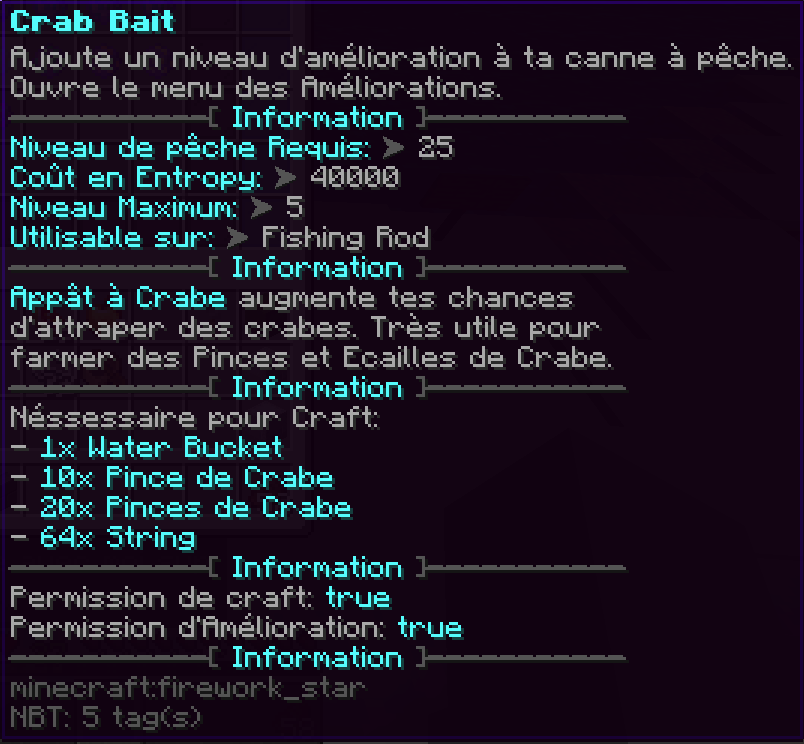 Crab Bait
Ajoute un niveau d'amélioration à ta canne à pêche.
Ouvre le menu des Améliorations.
[ Information ]
Niveau de pêche Requis: ➤ 25
Coût en Entropy: ➤ 40000
Niveau Maximum: ➤ 5
Utilisable sur: ➤ Fishing Rod
[ Information ]
Appât à Crabe augmente tes chances
d'attraper des crabes. Très utile pour
farmer des Pinces et Ecailles de Crabe.
[ Information ]
Néssessaire pour Craft:
- 1x Water Bucket
- 10x Pince de Crabe
- 20x Pinces de Crabe
- 64x String
[ Information ]
Permission de craft: true
Permission d'Amélioration: true
[ Information ]
minecraft:firework_star
NBT: 5 tag(s)